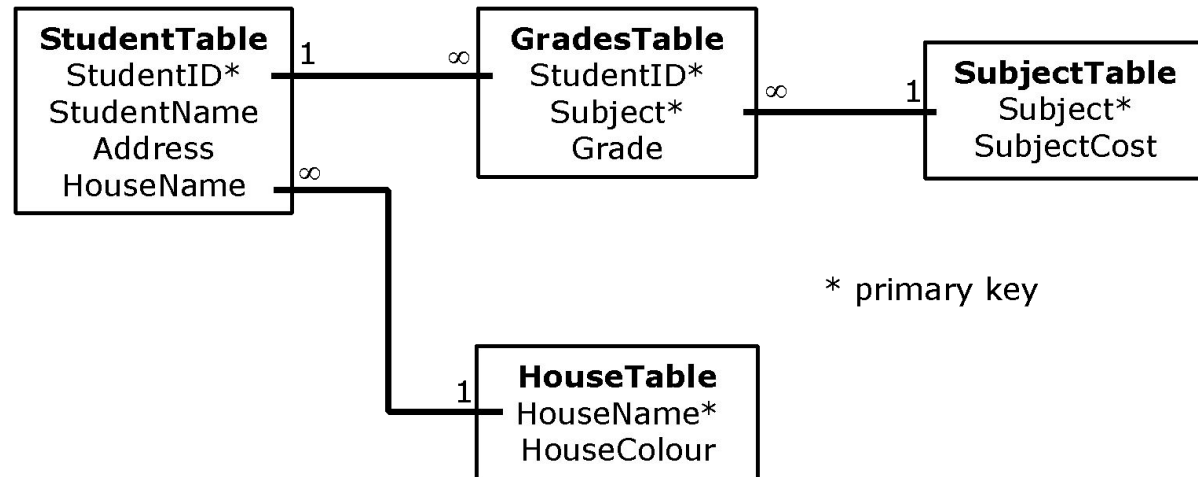 StudentTable
StudentID*
StudentName
Address
HouseName
1
∞
∞
GradesTable
StudentID*
Subject*
Grade
∞
1
SubjectTable
Subject*
SubjectCost
* primary key
1
HouseTable
HouseName*
HouseColour